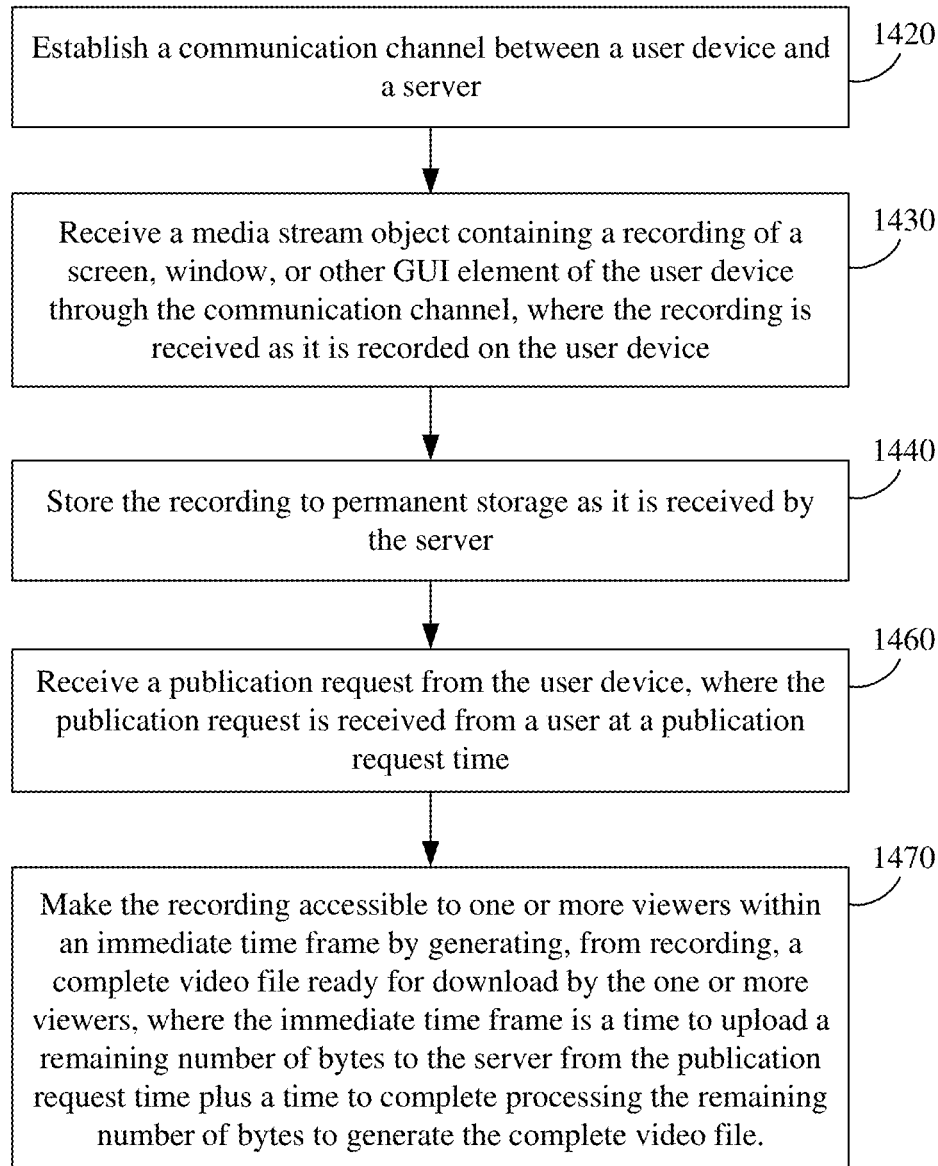 1420
Establish a communication channel between a user device and
a server
1430
Receive a media stream object containing a recording of a
screen, window, or other GUI element of the user device
through the communication channel, where the recording is
received as it is recorded on the user device
1440
Store the recording to permanent storage as it is received by
the server
1460
Receive a publication request from the user device, where the
publication request is received from a user at a publication
request time
1470
Make the recording accessible to one or more viewers within
an immediate time frame by generating, from recording, a
complete video file ready for download by the one or more
viewers, where the immediate time frame is a time to upload a
remaining number of bytes to the server from the publication
request time plus a time to complete processing the remaining
number of bytes to generate the complete video file.